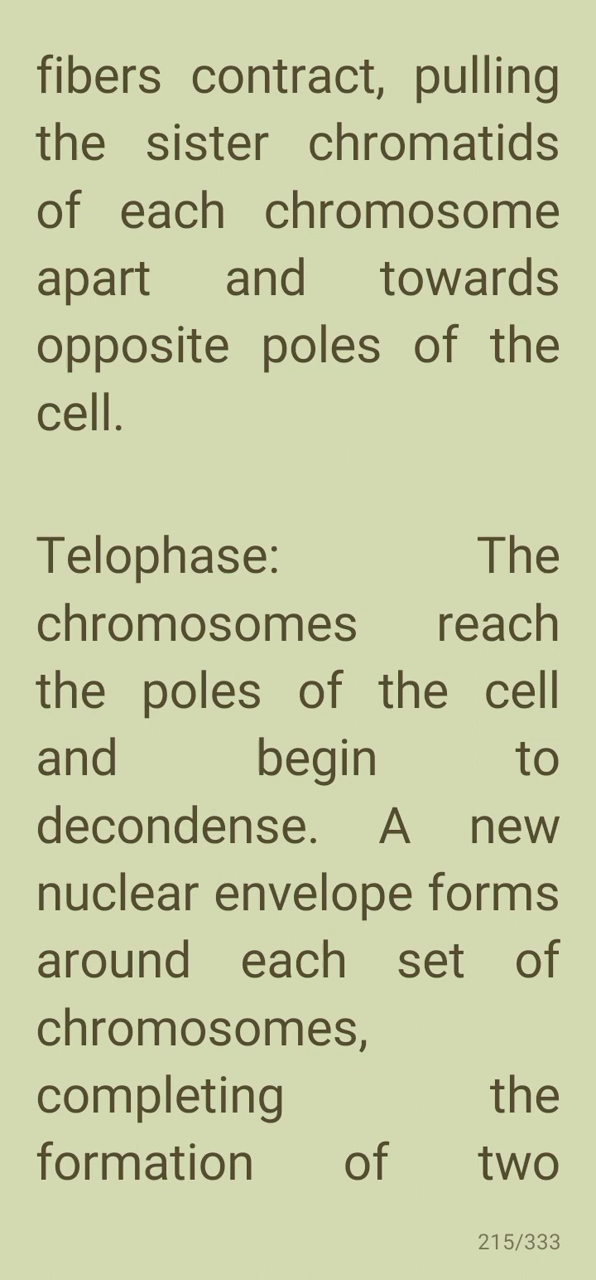 fibers contract, pulling
the sister chromatids
of each chromosome
apart and towards
opposite poles of the
cell.
Telophase: The
chromosomes reach
the poles of the cell
and begin to
decondense. A new
nuclear envelope forms
around each set of
chromosomes,
completing the
formation of two
215/333